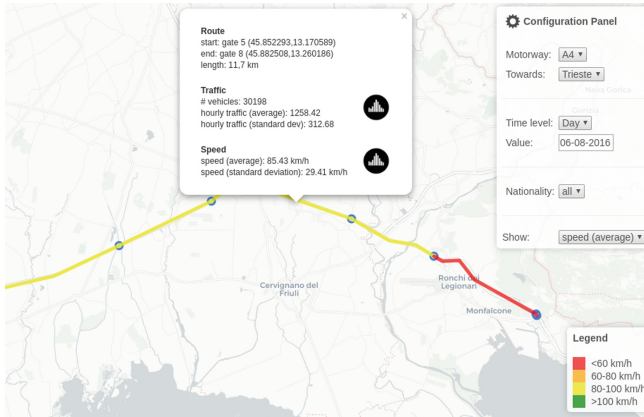 ×
Route
start: gate 5 (45.852293,13.170589)
end: gate 8 (45.882508,13.260186)
length: 11,7 km
Traffic
# vehicles: 30198
hourly traffic (average): 1258.42
hourly traffic (standard dev): 312.68
Speed
speed (average): 85.43 km/h
speed (standard deviation): 29.41 km/h
Configuration Panel
Motorway: A4
Towards: Trieste
Nova Gorica
Gorizia
Time level: Day
Value: 06-08-2016
Nationality: all
Show: speed (average)
Cervignano del
Friuli
Ronchi dei
Legionari
Monfalcone
Legend
<60 km/h
60-80 km/h
80-100 km/h
>100 km/h